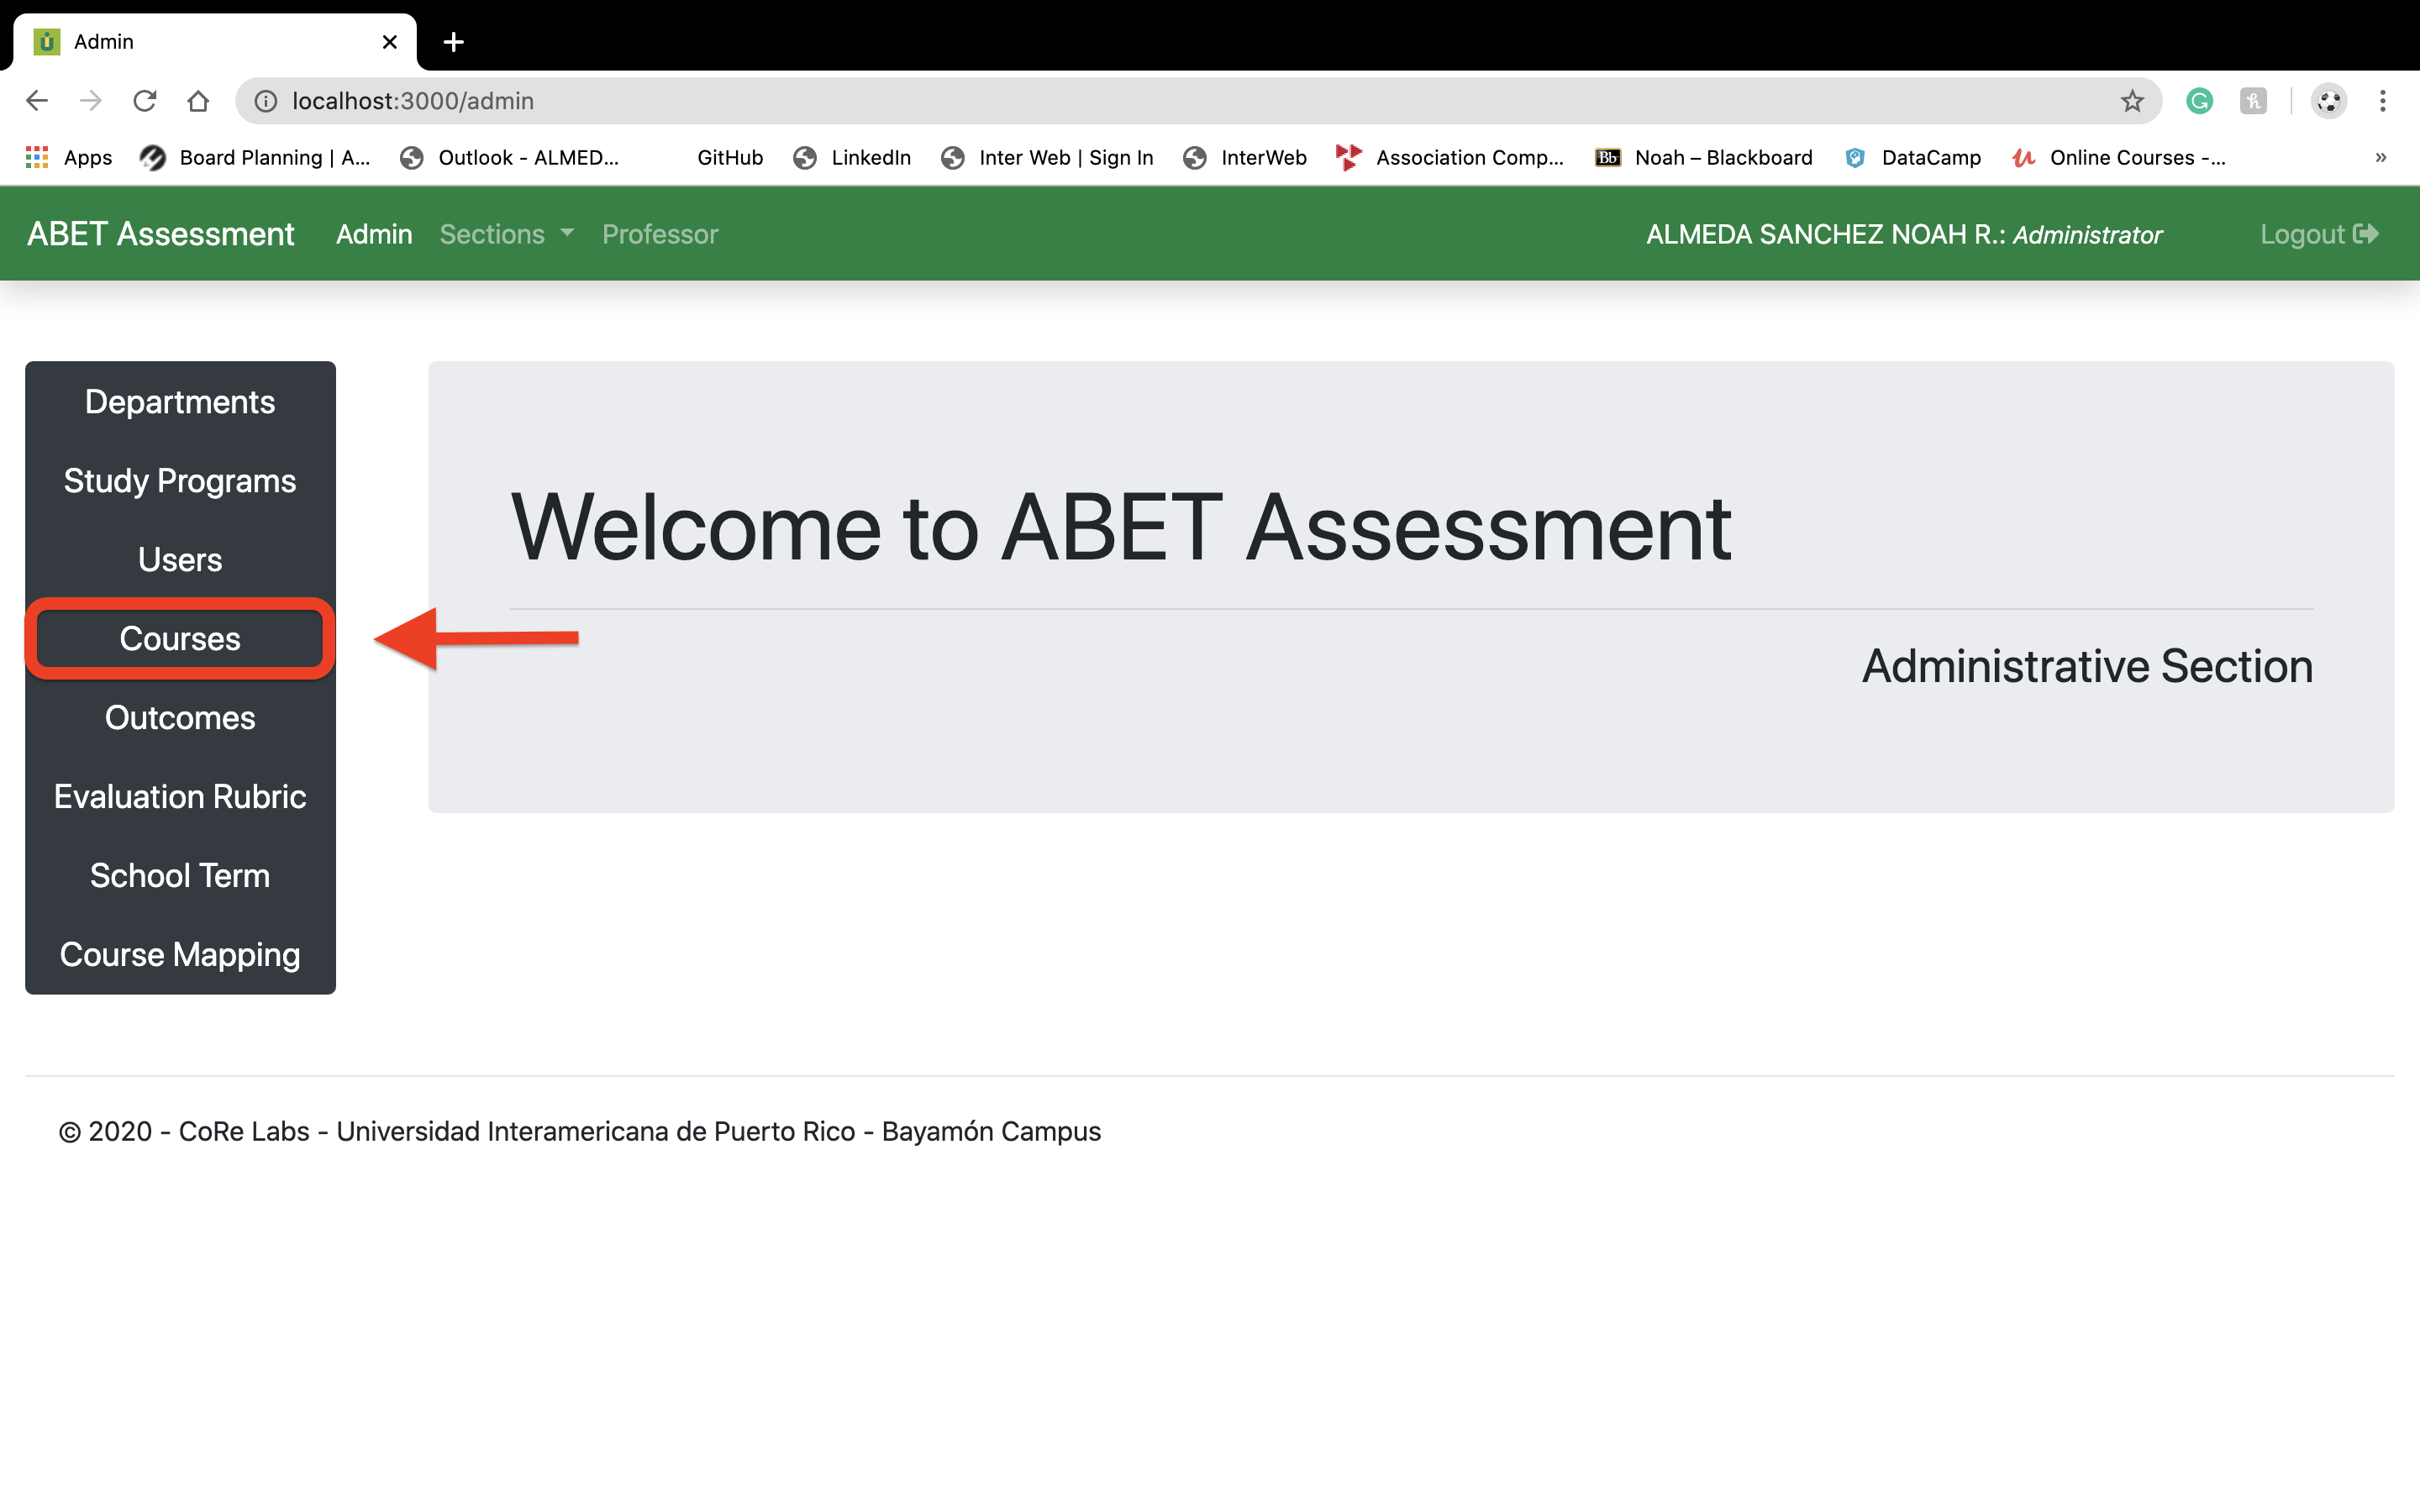 Admin
localhost:3000/admin
Apps Board Planning | A... Outlook - ALMED... GitHub LinkedIn Inter Web | Sign In InterWeb Association Comp... Bb Noah – Blackboard DataCamp Online Courses -... »
ABET Assessment Admin Sections Professor ALMEDA SANCHEZ NOAH R.: Administrator Logout
Departments
Study Programs
Users
Courses
Outcomes
Evaluation Rubric
School Term
Course Mapping
Welcome to ABET Assessment
Administrative Section
© 2020 - CoRe Labs - Universidad Interamericana de Puerto Rico - Bayamón Campus